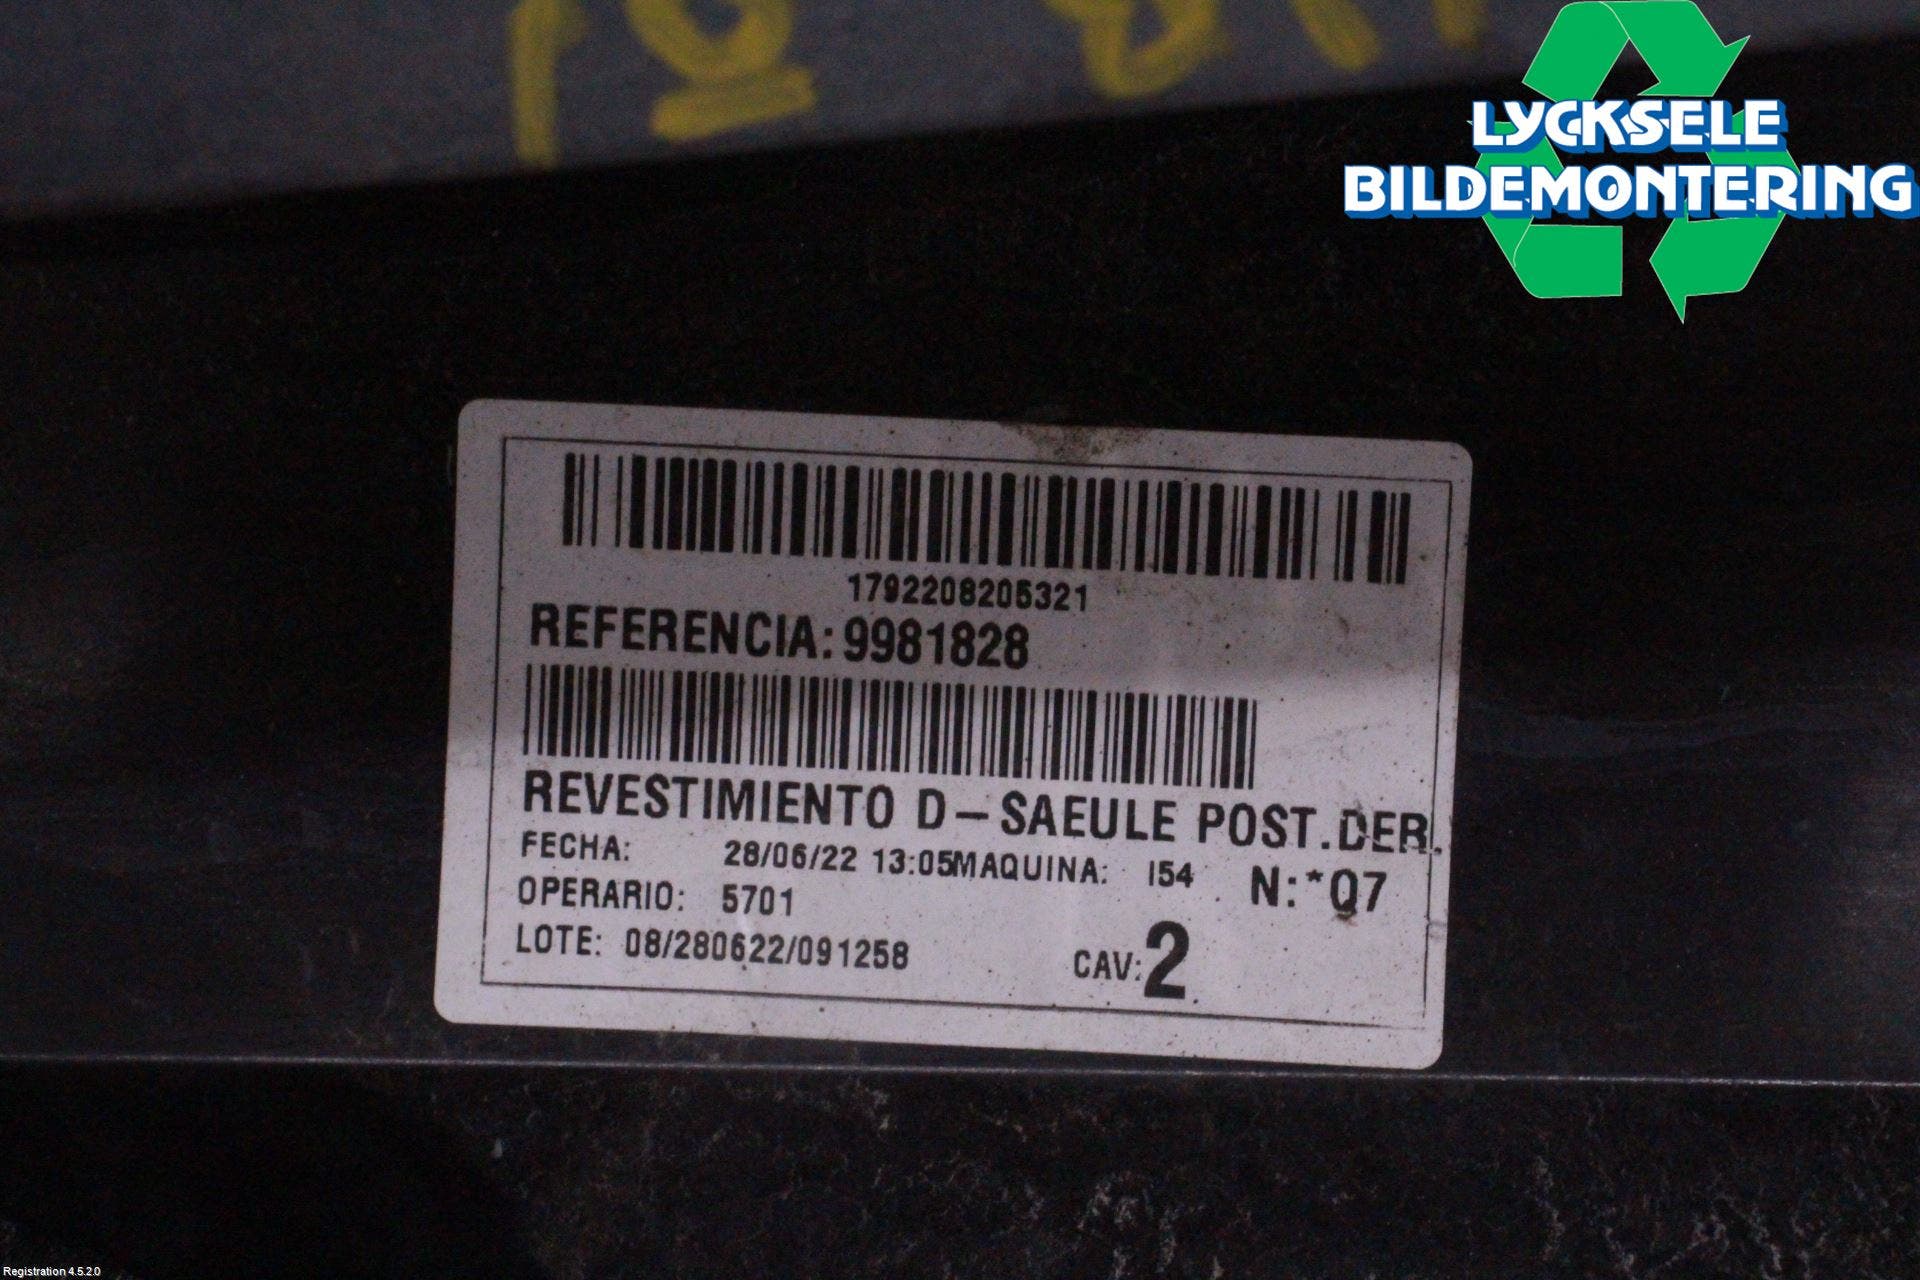 LYCKSELE
BILDEMONTERING
1792208205321
REFERENCIA: 9981828
REVESTIMIENTO D-SAEULE POST.DER.
FECHA: 28/06/22 13:05MAQUINA: I54 N:*Q7
OPERARIO: 5701
LOTE: 08/280622/091258 CAV: 2
Registration 4.5.2.0